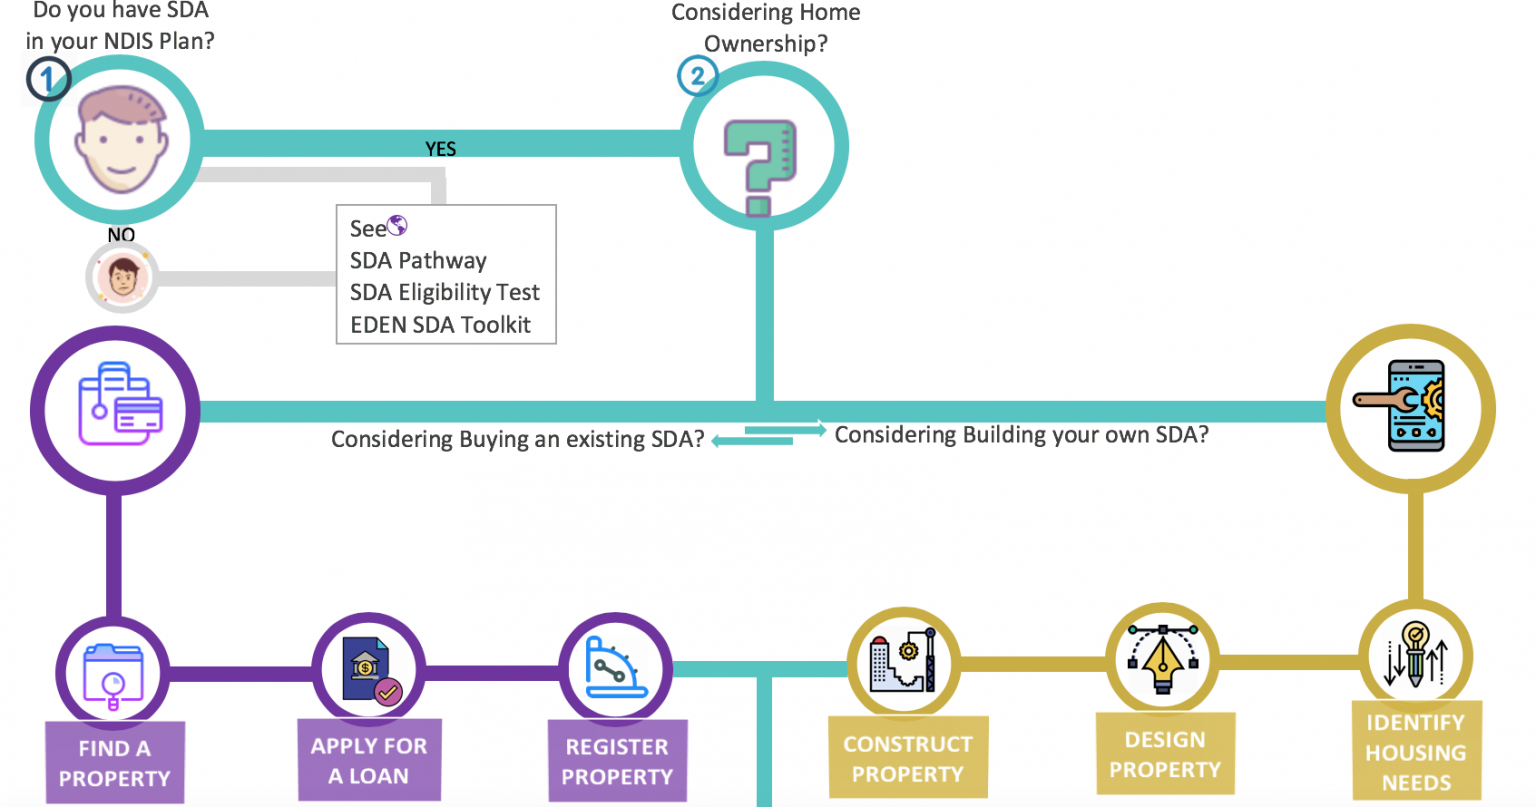 Do you have SDA
in your NDIS Plan?
1
Considering Home
Ownership?
2
YES
NO
See
SDA Pathway
SDA Eligibility Test
EDEN SDA Toolkit
Considering Buying an existing SDA?
Considering Building your own SDA?
FIND A
PROPERTY
APPLY FOR
A LOAN
REGISTER
PROPERTY
CONSTRUCT
PROPERTY
DESIGN
PROPERTY
IDENTIFY
HOUSING
NEEDS